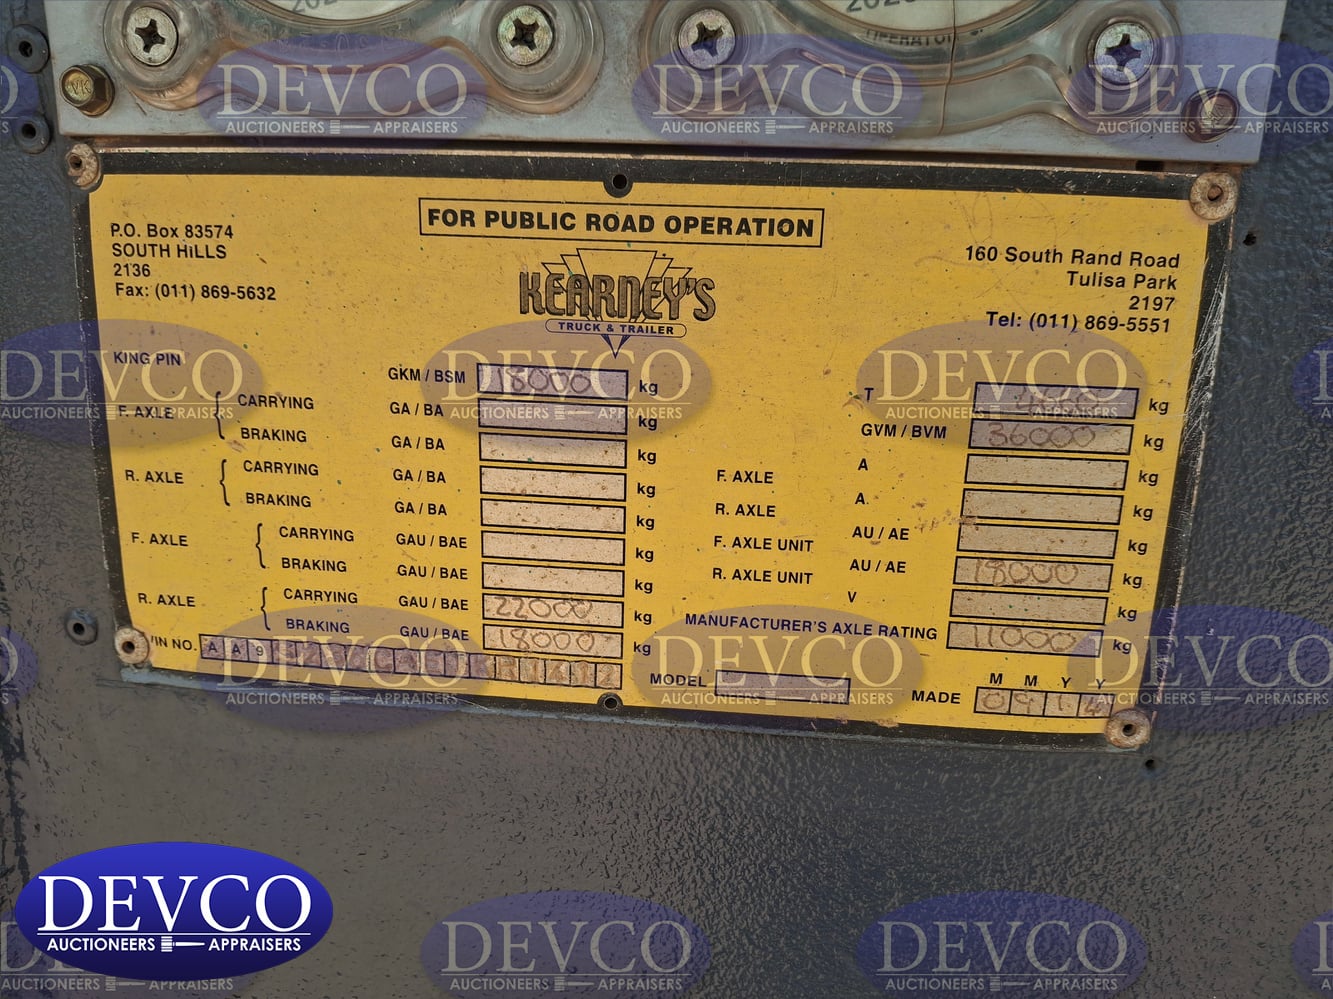 FOR PUBLIC ROAD OPERATION
P.O. Box 83574
SOUTH HILLS
2136
Fax: (011) 869-5632
KEARNEY'S
TRUCK & TRAILER
160 South Rand Road
Tulisa Park
2197
Tel: (011) 869-5551
KING PIN GKM / BSM 18000 kg
F. AXLE { CARRYING GA / BA kg
BRAKING GA / BA kg
R. AXLE { CARRYING GA / BA kg
BRAKING GA / BA kg
F. AXLE { CARRYING GAU / BAE kg
BRAKING GAU / BAE kg
R. AXLE { CARRYING GAU / BAE 22000 kg
BRAKING GAU / BAE 18000 kg
T kg
GVM / BVM 36000 kg
F. AXLE A kg
R. AXLE A. kg
F. AXLE UNIT AU / AE kg
R. AXLE UNIT AU / AE 18000 kg
V kg
MANUFACTURER'S AXLE RATING 11000 kg
/IN NO. A A 9
MODEL
MADE M M Y Y
09 14
DEVCO
AUCTIONEERS APPRAISERS